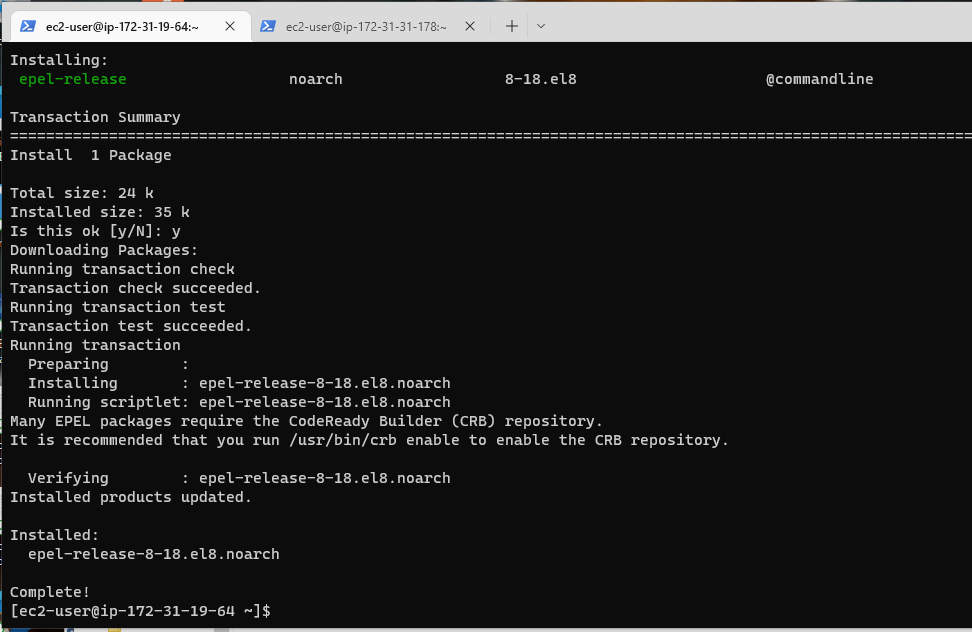 ec2-user@ip-172-31-19-64:~ ec2-user@ip-172-31-31-178:~
Installing:
epel-release noarch 8-18.el8 @commandline
Transaction Summary
================================================================================================================
Install  1 Package
Total size: 24 k
Installed size: 35 k
Is this ok [y/N]: y
Downloading Packages:
Running transaction check
Transaction check succeeded.
Running transaction test
Transaction test succeeded.
Running transaction
  Preparing        :
  Installing       : epel-release-8-18.el8.noarch
  Running scriptlet: epel-release-8-18.el8.noarch
Many EPEL packages require the CodeReady Builder (CRB) repository.
It is recommended that you run /usr/bin/crb enable to enable the CRB repository.
  Verifying        : epel-release-8-18.el8.noarch
Installed products updated.
Installed:
  epel-release-8-18.el8.noarch
Complete!
[ec2-user@ip-172-31-19-64 ~]$